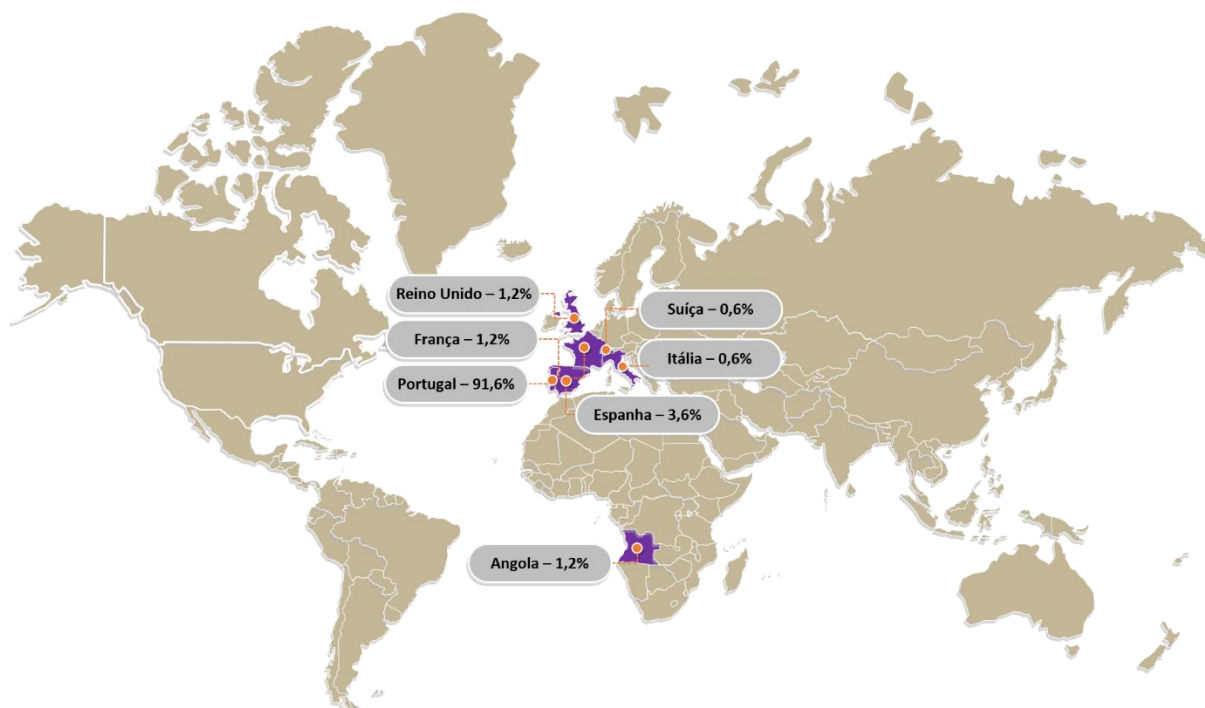 Reino Unido – 1,2%
Suíça – 0,6%
França – 1,2%
Itália – 0,6%
Portugal – 91,6%
Espanha – 3,6%
Angola – 1,2%